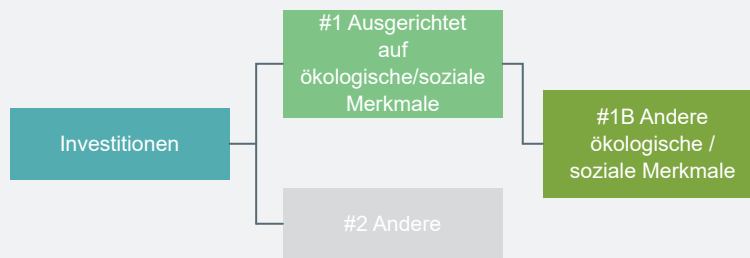 #1 Ausgerichtet
auf
ökologische/soziale
Merkmale
Investitionen
#1B Andere
ökologische /
soziale Merkmale
#2 Andere